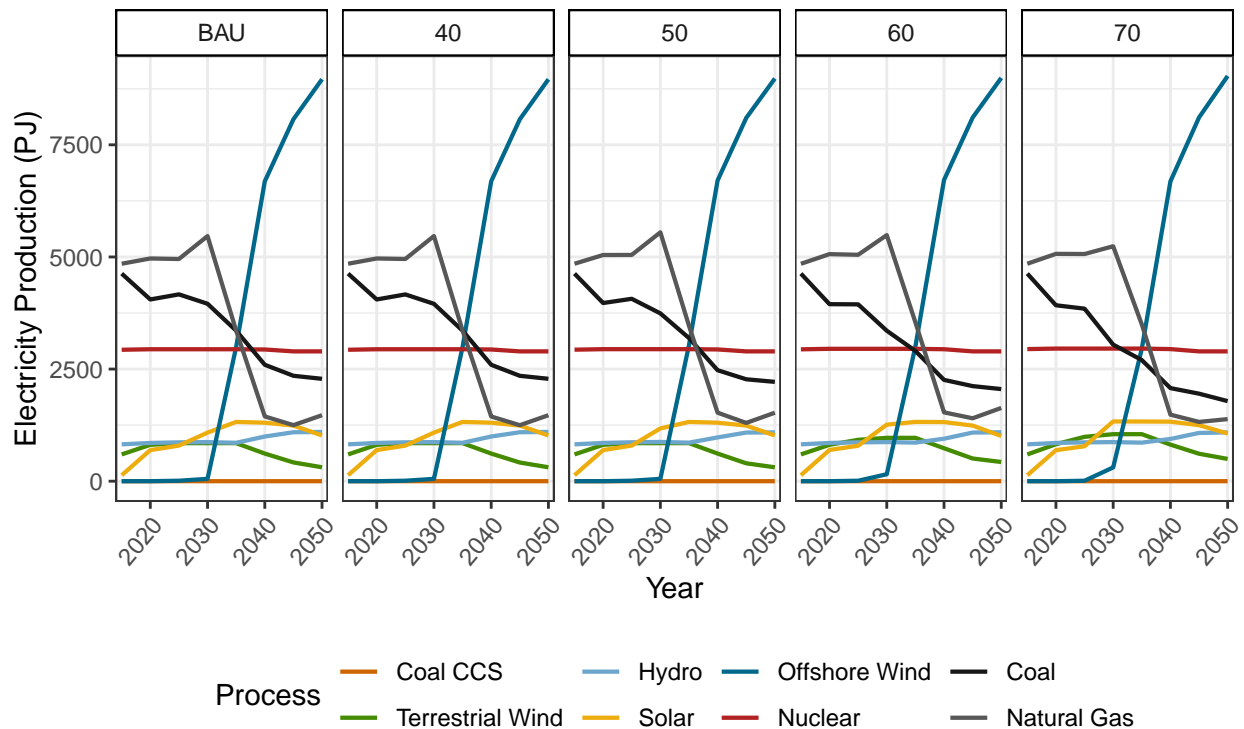 BAU 40 50 60 70
Electricity Production (PJ)
7500
5000
2500
0
2020 2030 2040 2050 2020 2030 2040 2050 2020 2030 2040 2050 2020 2030 2040 2050 2020 2030 2040 2050
Year
Process
Coal CCS Hydro Offshore Wind Coal
Terrestrial Wind Solar Nuclear Natural Gas